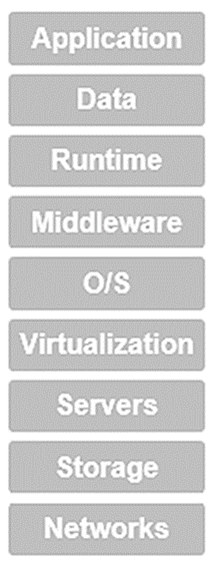 Application
Data
Runtime
Middleware
O/S
Virtualization
Servers
Storage
Networks